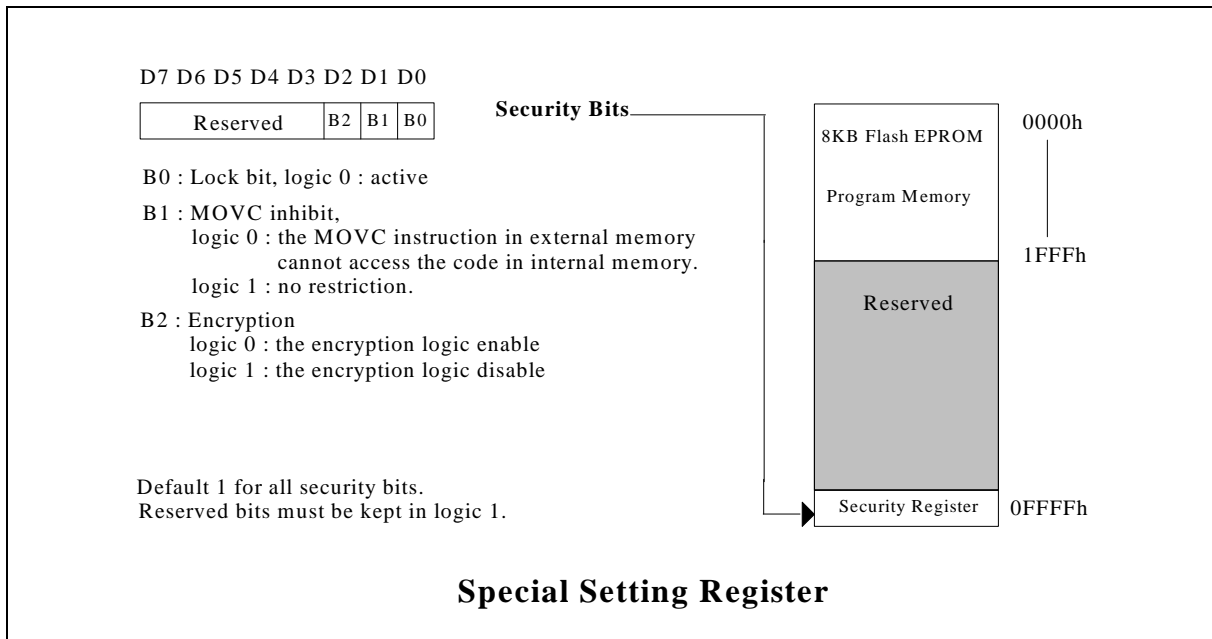 D7 D6 D5 D4 D3 D2 D1 D0
Reserved B2 B1 B0
Security Bits
B0 : Lock bit, logic 0 : active
B1 : MOVC inhibit,
logic 0 : the MOVC instruction in external memory
cannot access the code in internal memory.
logic 1 : no restriction.
B2 : Encryption
logic 0 : the encryption logic enable
logic 1 : the encryption logic disable
Default 1 for all security bits.
Reserved bits must be kept in logic 1.
8KB Flash EPROM
Program Memory
0000h
1FFFh
Reserved
Security Register
0FFFFh
Special Setting Register